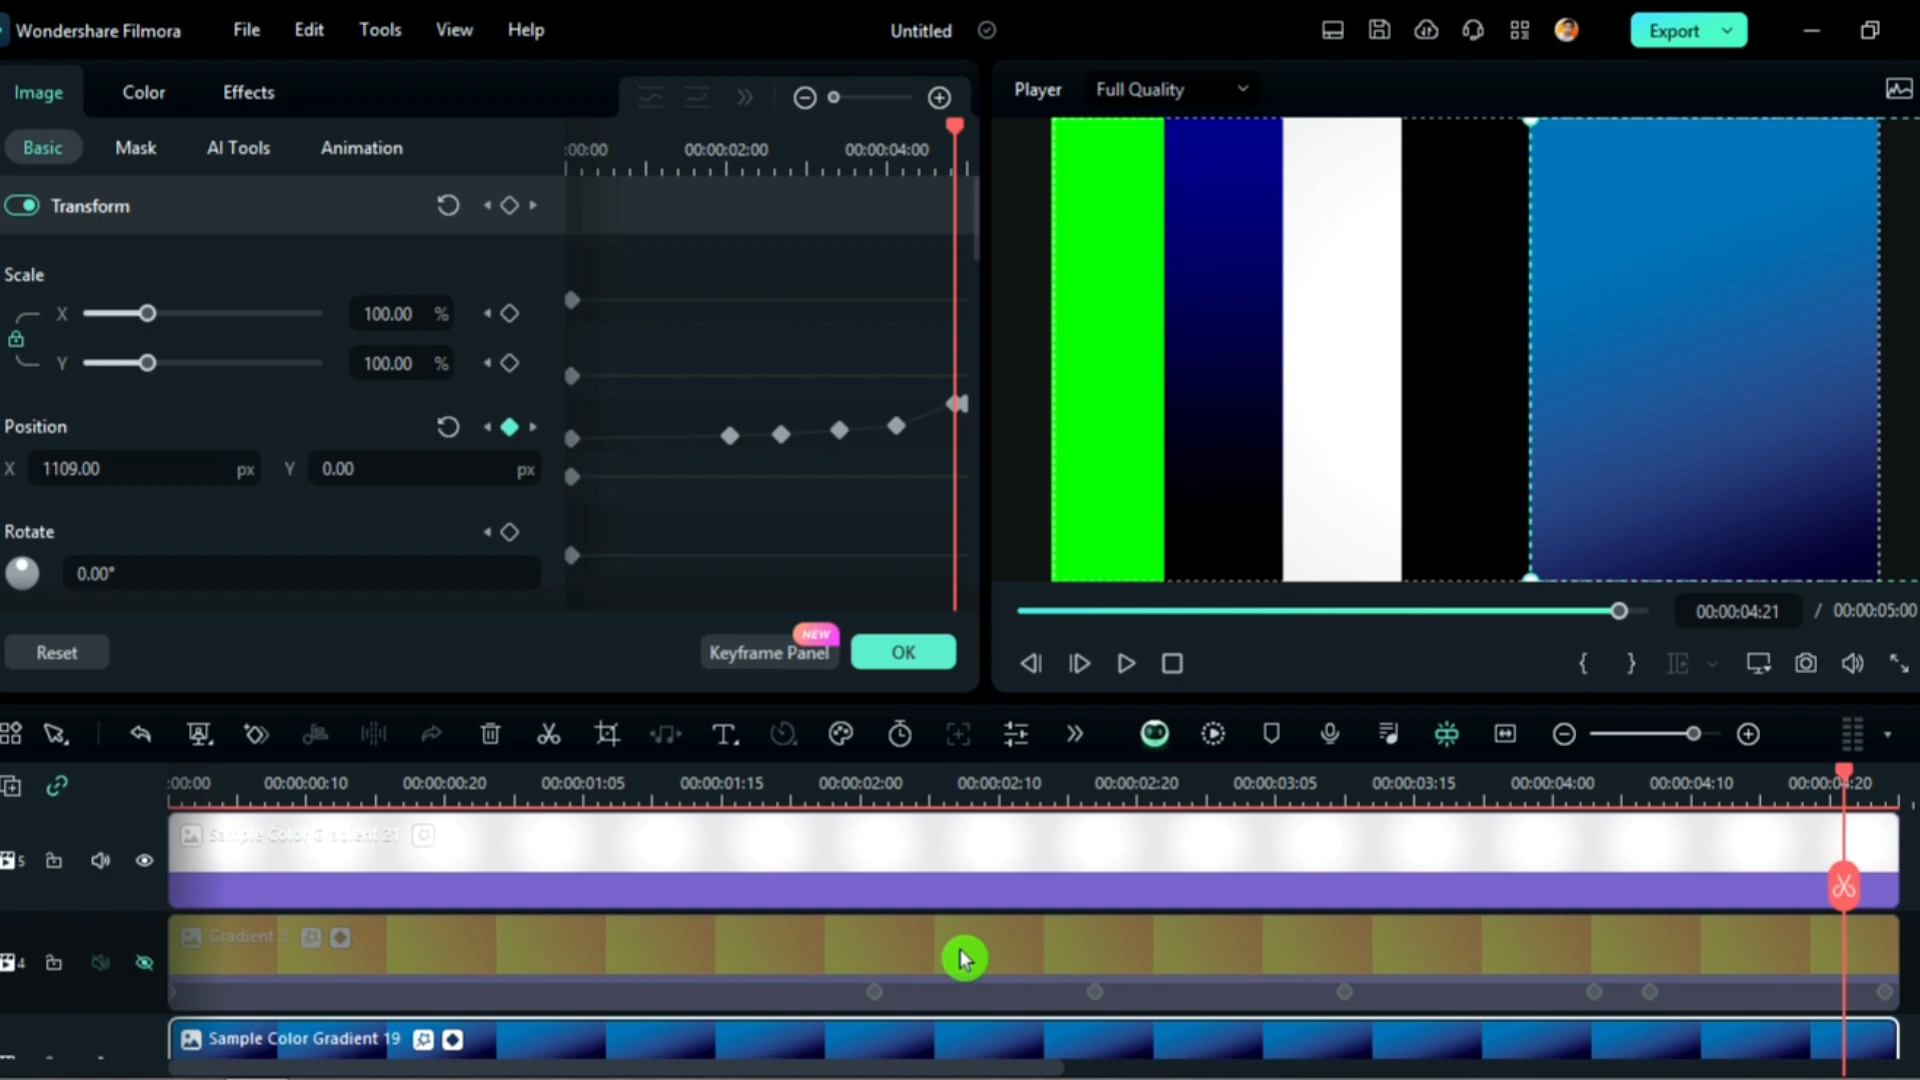 Wondershare Filmora File Edit Tools View Help Untitled Export
Image Color Effects Player Full Quality
Basic Mask AI Tools Animation :00:00 00:00:02:00 00:00:04:00
Transform
Scale
X 100.00 %
Y 100.00 %
Position
X 1109.00 px Y 0.00 px
Rotate
0.00°
00:00:04:21 / 00:00:05:00
NEW
Reset Keyframe Panel OK
:00:00 00:00:00:10 00:00:00:20 00:00:01:05 00:00:01:15 00:00:02:00 00:00:02:10 00:00:02:20 00:00:03:05 00:00:03:15 00:00:04:00 00:00:04:10 00:00:04:20
Sample Color Gradient 21
5
Gradient 3
4
Sample Color Gradient 19